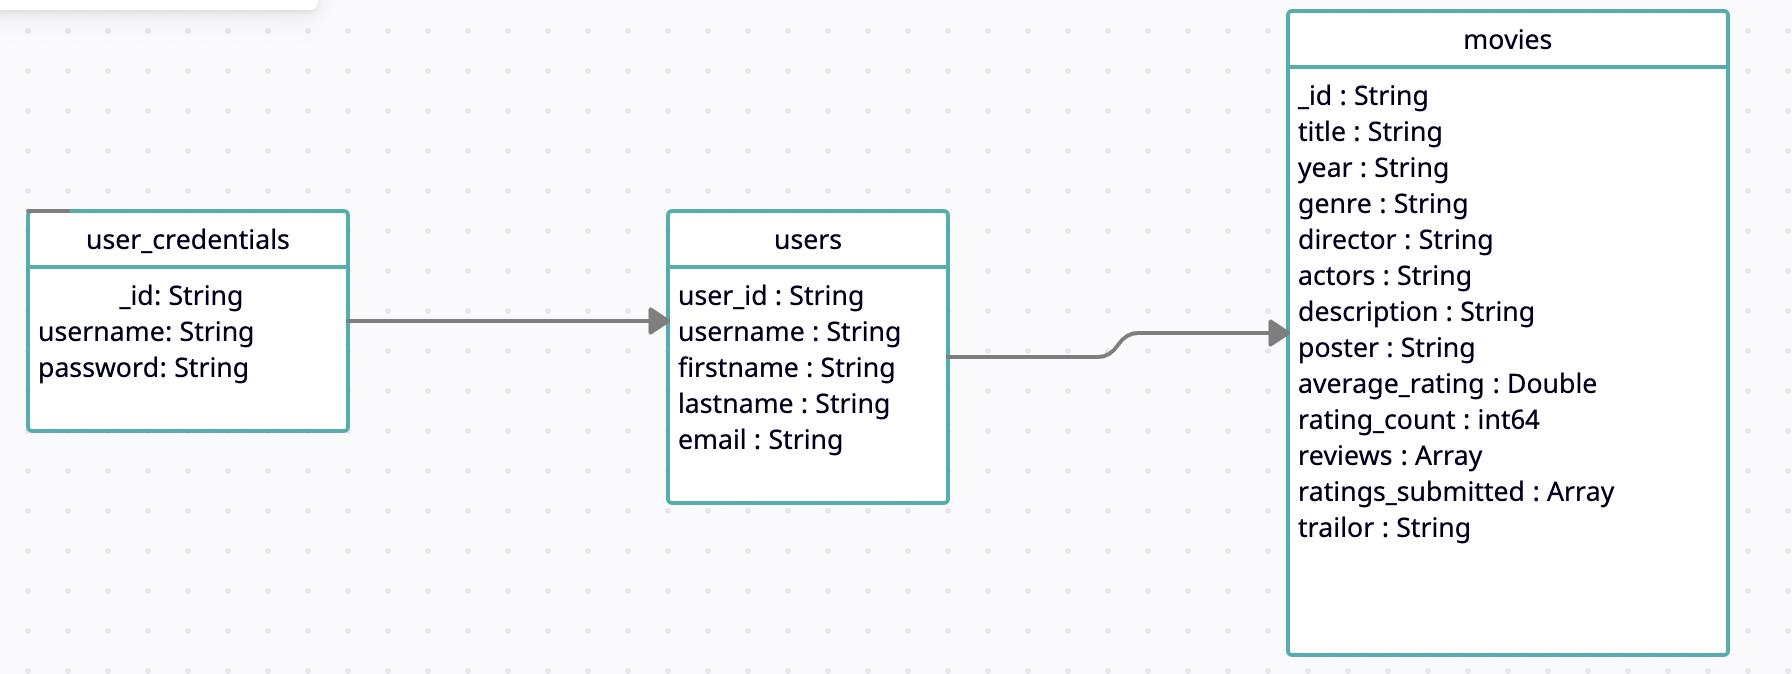 user_credentials
_id: String
username: String
password: String
users
user_id : String
username : String
firstname : String
lastname : String
email : String
movies
_id : String
title : String
year : String
genre : String
director : String
actors : String
description : String
poster : String
average_rating : Double
rating_count : int64
reviews : Array
ratings_submitted : Array
trailor : String